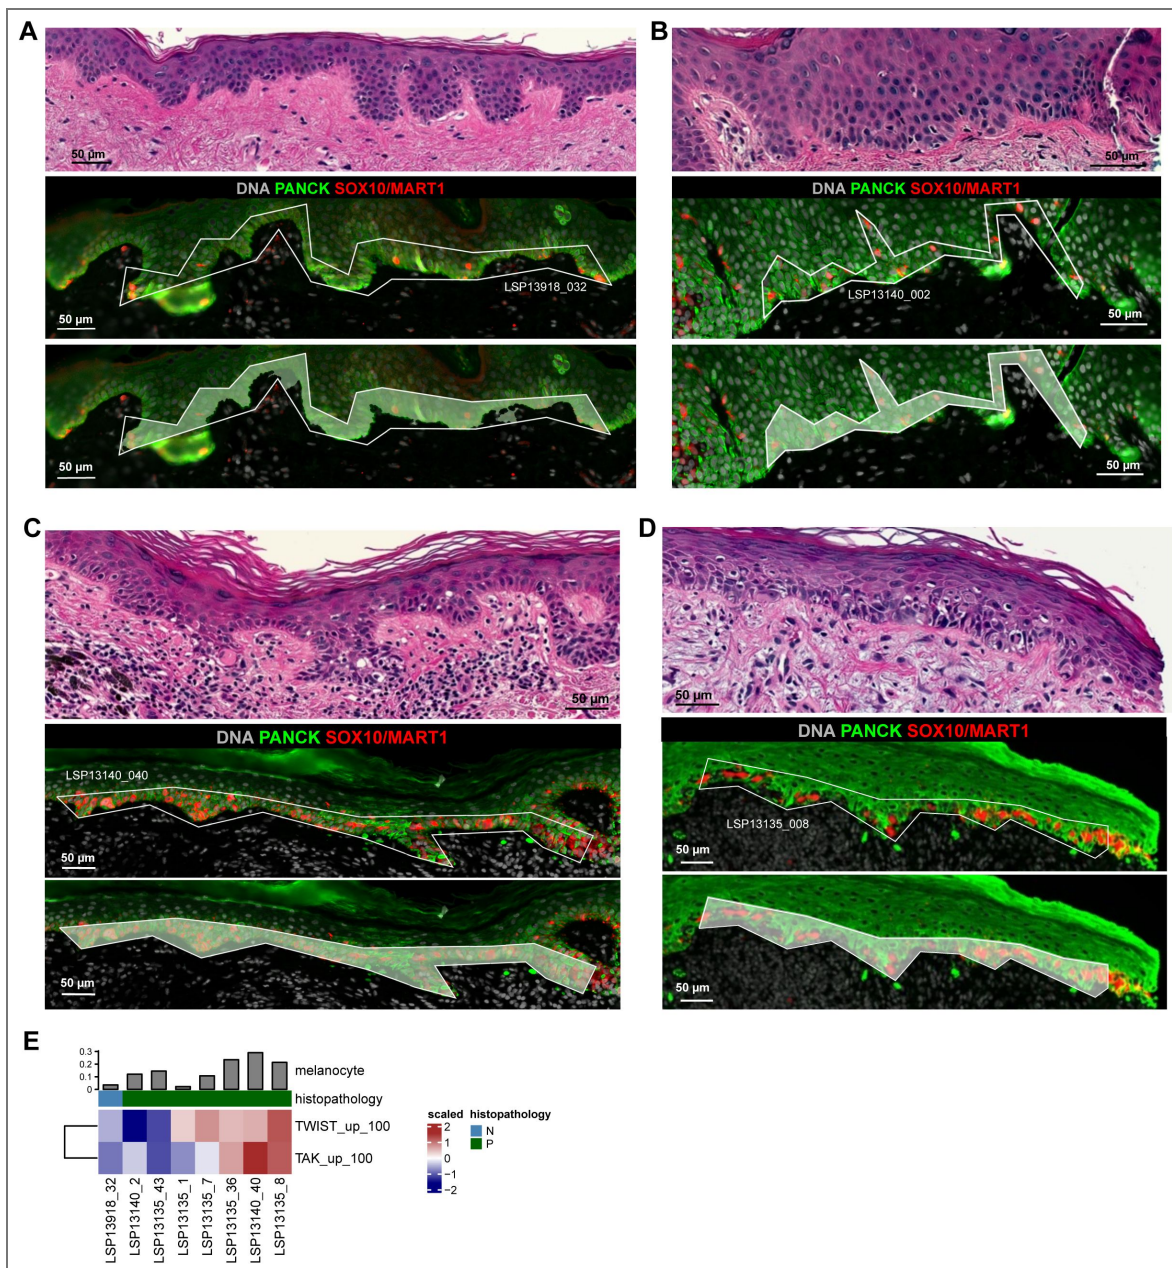 A
B
50 µm
50 µm
DNA PANCK SOX10/MART1
DNA PANCK SOX10/MART1
LSP13918_032
LSP13140_002
50 µm
50 µm
50 µm
50 µm
C
D
50 µm
50 µm
DNA PANCK SOX10/MART1
DNA PANCK SOX10/MART1
LSP13140_040
LSP13135_008
50 µm
50 µm
50 µm
50 µm
E
0.3
0.2
0.1
0
melanocyte
histopathology
TWIST_up_100
TAK_up_100
scaled
2
1
0
−1
−2
histopathology
N
P
LSP13918_32
LSP13140_2
LSP13135_43
LSP13135_1
LSP13135_7
LSP13135_36
LSP13140_40
LSP13135_8